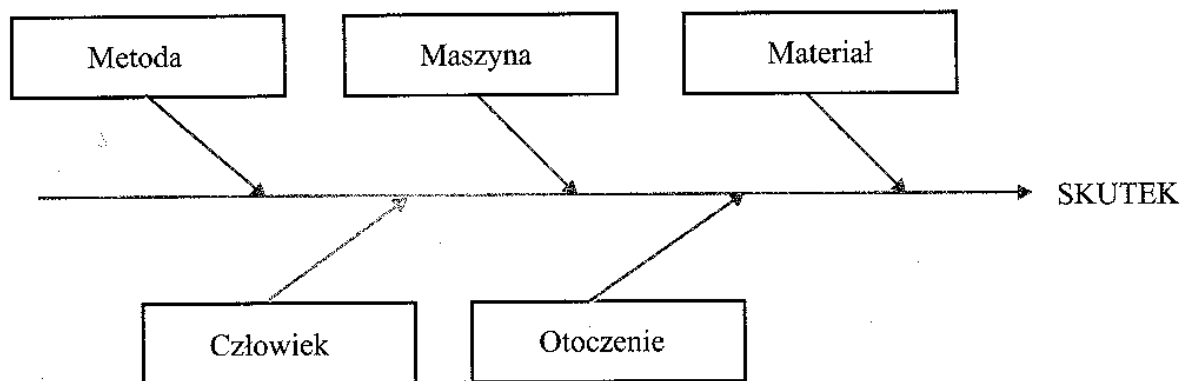 Metoda
Maszyna
Materiał
SKUTEK
Człowiek
Otoczenie